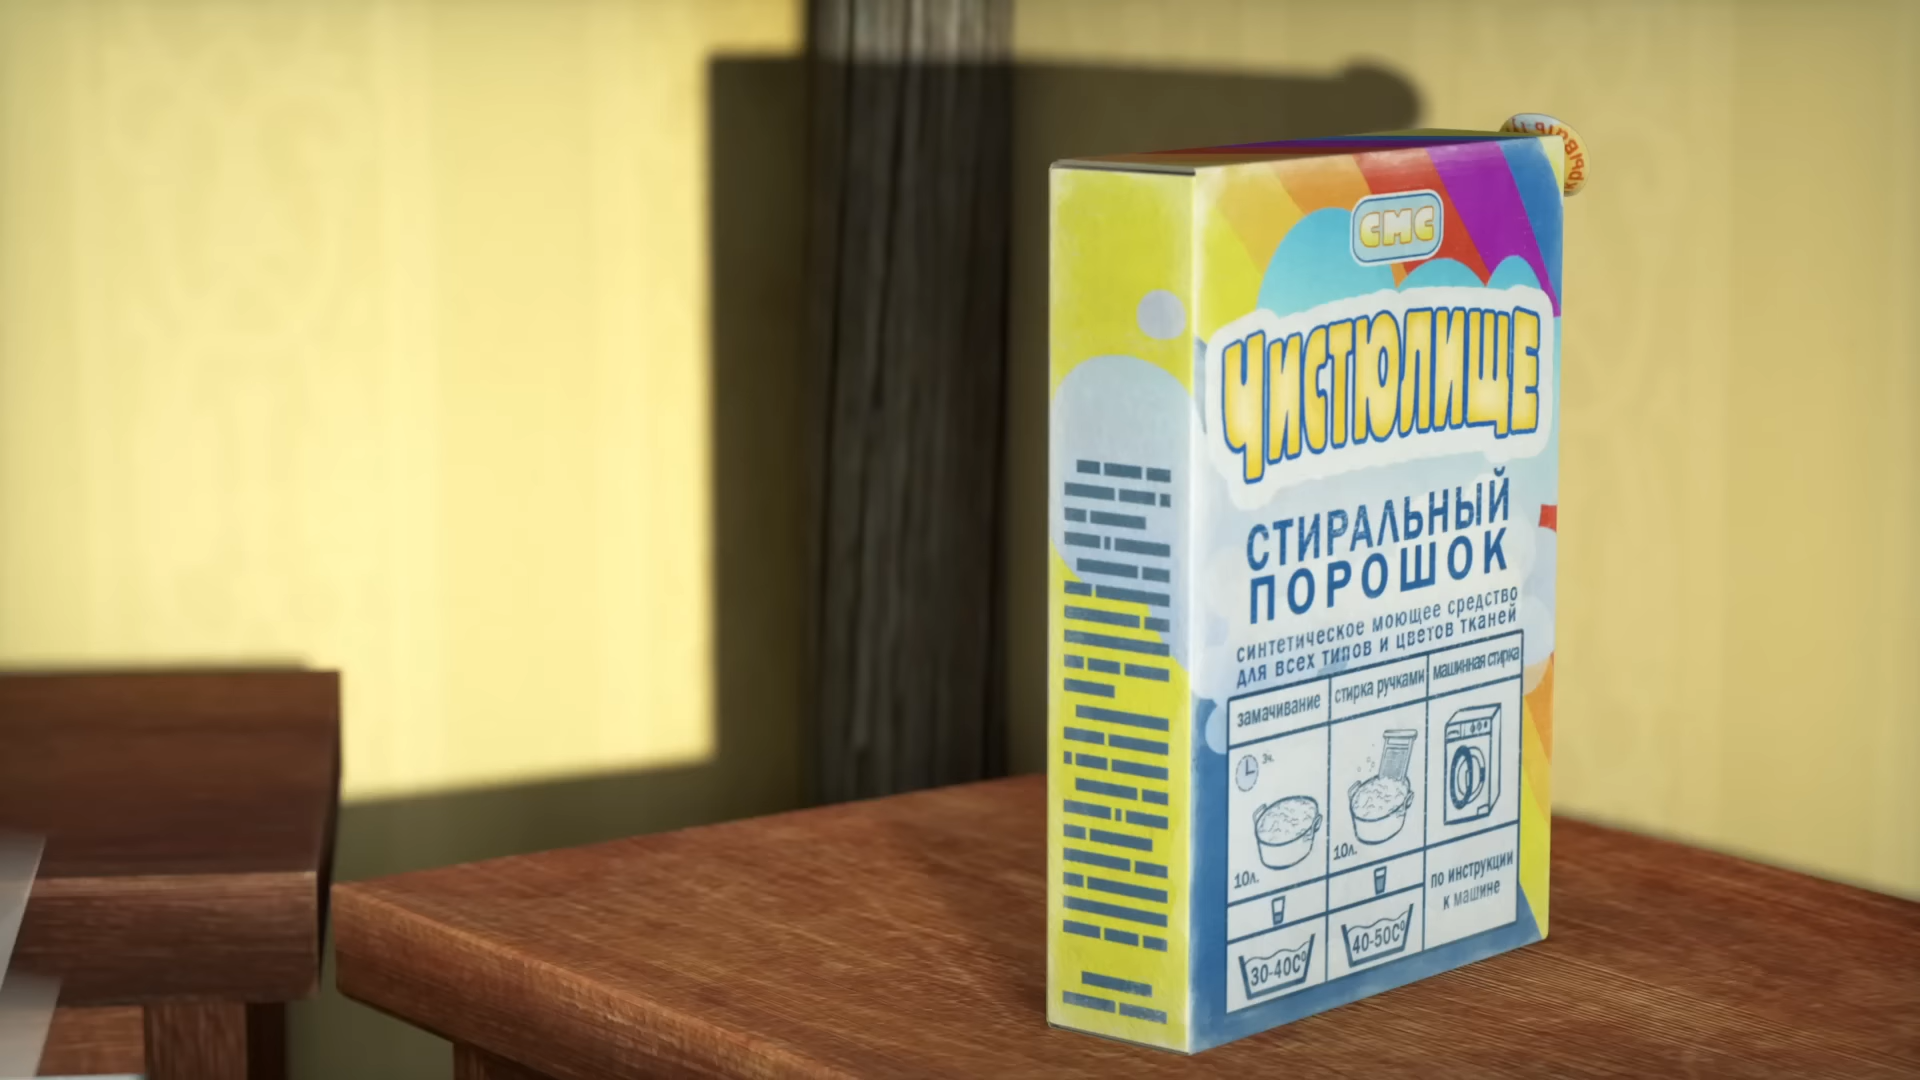 СМС
ЧИСТЮЛИЩЕ
СТИРАЛЬНЫЙ
ПОРОШОК
синтетическое моющее средство
для всех типов и цветов тканей
замачивание
стирка ручками
машинная стирка
3ч.
10л.
10л.
по инструкции
к машине
30-40С°
40-50С°